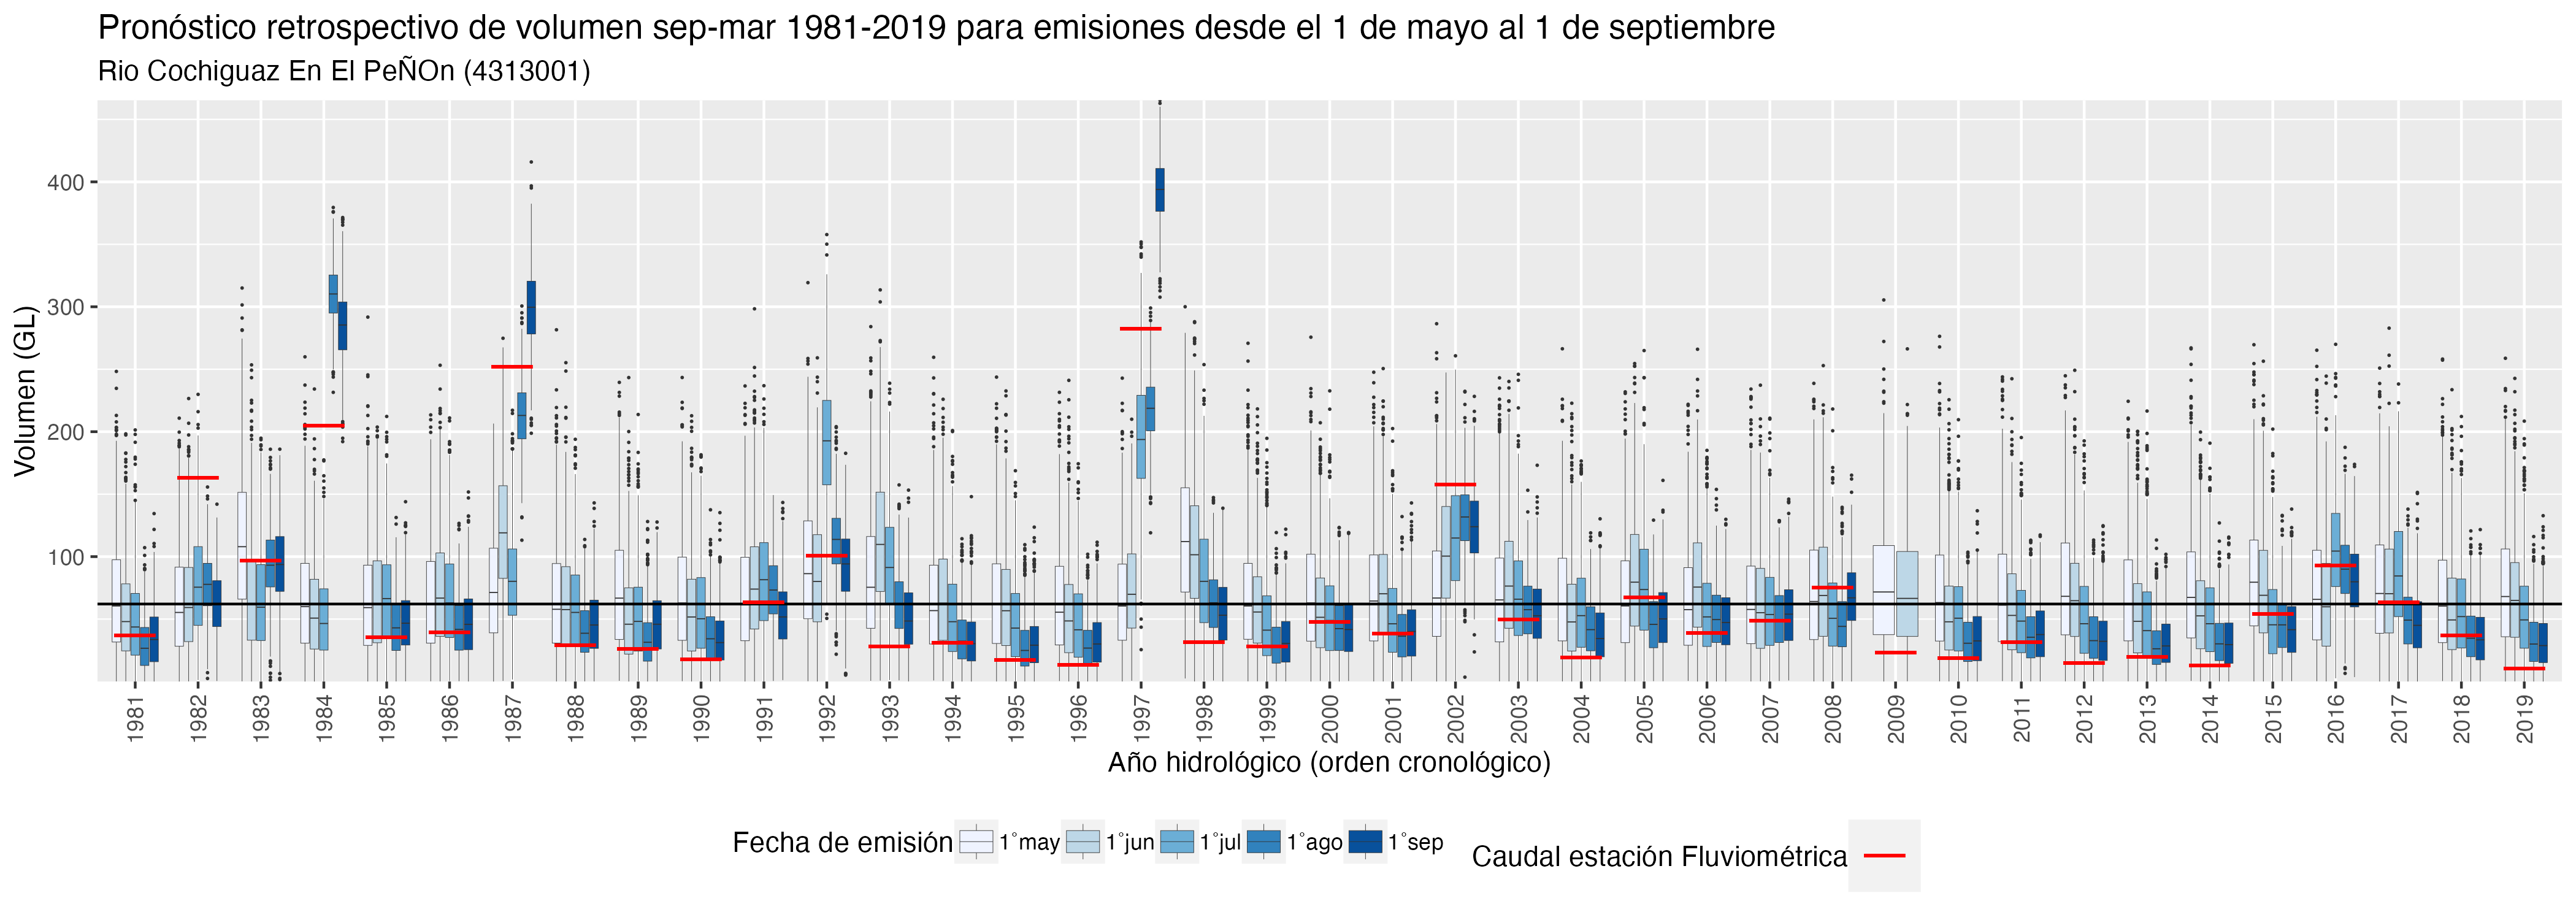 Pronóstico retrospectivo de volumen sep-mar 1981-2019 para emisiones desde el 1 de mayo al 1 de septiembre
Rio Cochiguaz En El PeÑOn (4313001)
Volumen (GL)
400
300
200
100
1981 1982 1983 1984 1985 1986 1987 1988 1989 1990 1991 1992 1993 1994 1995 1996 1997 1998 1999 2000 2001 2002 2003 2004 2005 2006 2007 2008 2009 2010 2011 2012 2013 2014 2015 2016 2017 2018 2019
Año hidrológico (orden cronológico)
Fecha de emisión 1°may 1°jun 1°jul 1°ago 1°sep Caudal estación Fluviométrica